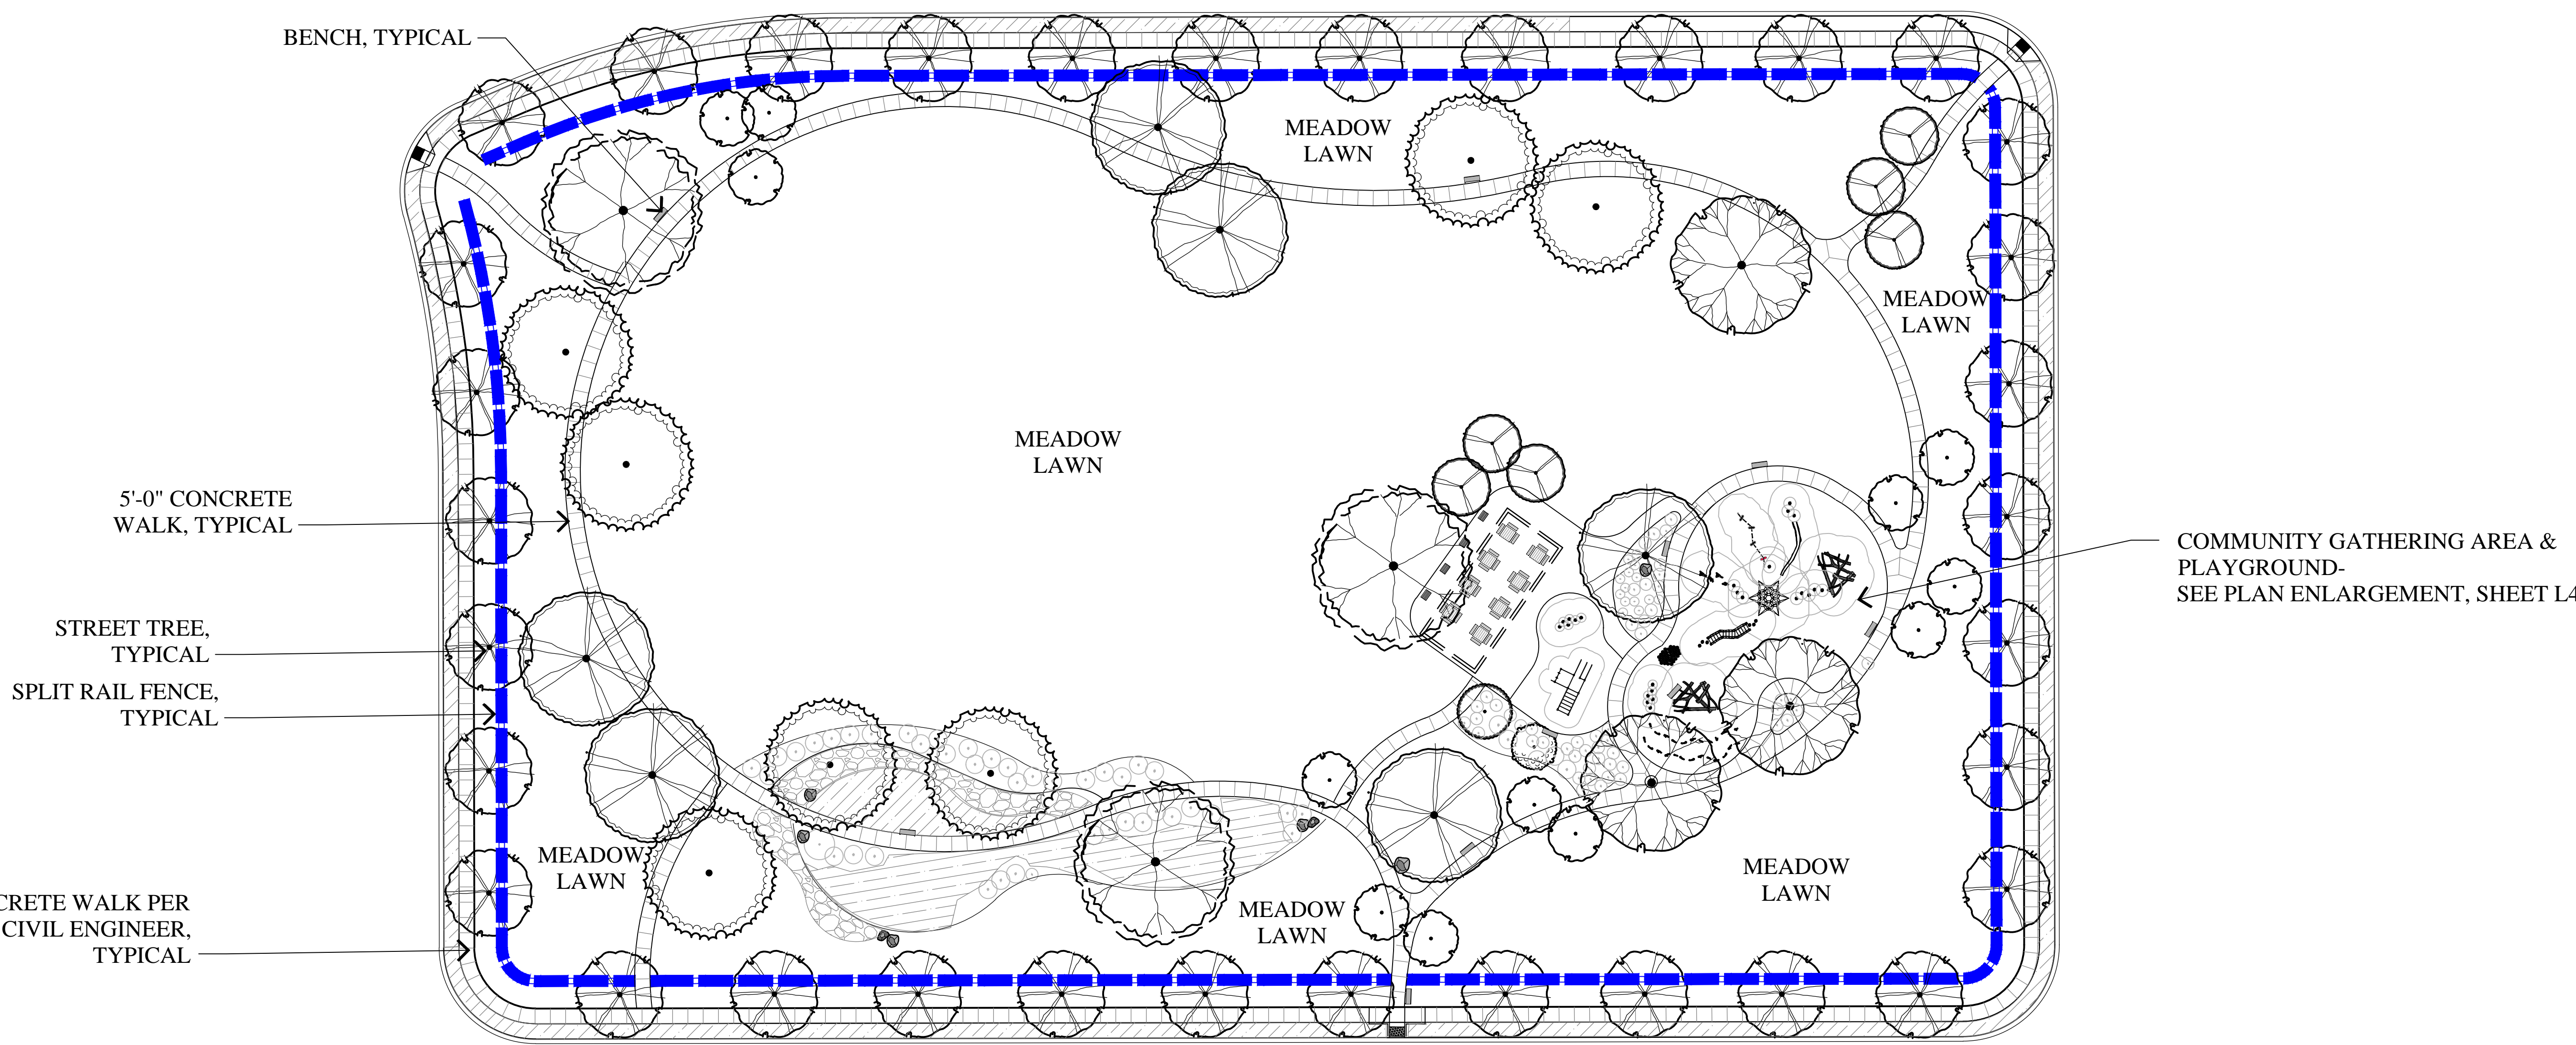 BENCH, TYPICAL
MEADOW
LAWN
MEADOW
LAWN
MEADOW
LAWN
5'-0" CONCRETE
WALK, TYPICAL
COMMUNITY GATHERING AREA &
PLAYGROUND-
SEE PLAN ENLARGEMENT, SHEET L4
STREET TREE,
TYPICAL
SPLIT RAIL FENCE,
TYPICAL
MEADOW
LAWN
MEADOW
LAWN
MEADOW
LAWN
CRETE WALK PER
CIVIL ENGINEER,
TYPICAL